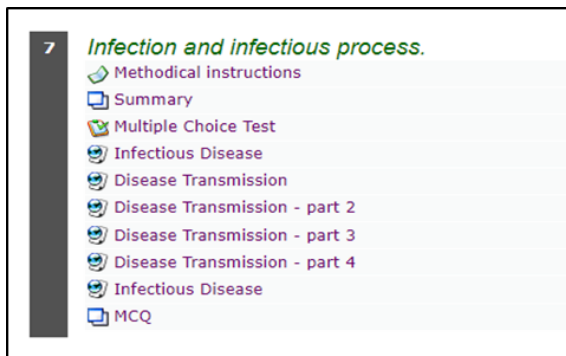 7 Infection and infectious process.
Methodical instructions
Summary
Multiple Choice Test
Infectious Disease
Disease Transmission
Disease Transmission - part 2
Disease Transmission - part 3
Disease Transmission - part 4
Infectious Disease
MCQ